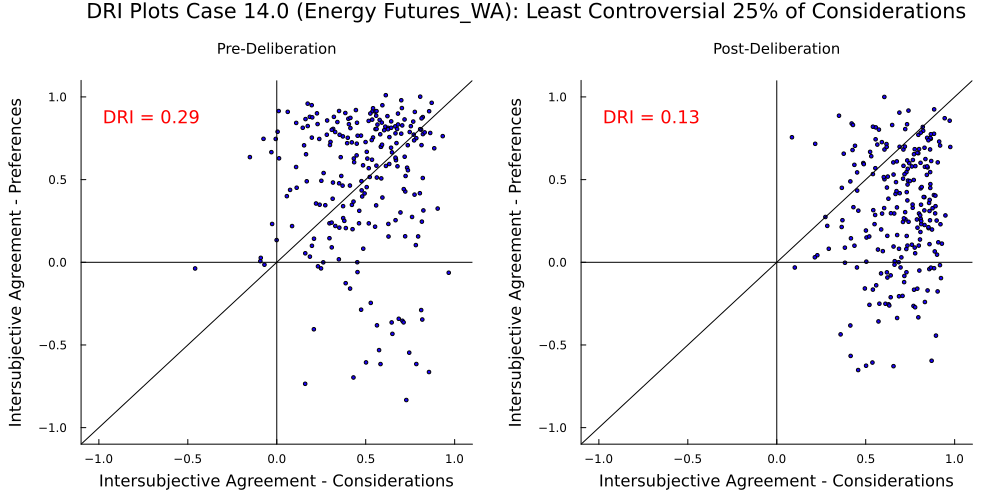 DRI Plots Case 14.0 (Energy Futures_WA): Least Controversial 25% of Considerations
Pre-Deliberation
Post-Deliberation
DRI = 0.29
DRI = 0.13
Intersubjective Agreement - Preferences
1.0
0.5
0.0
−0.5
−1.0
−1.0
−0.5
0.0
0.5
1.0
Intersubjective Agreement - Considerations
Intersubjective Agreement - Preferences
1.0
0.5
0.0
−0.5
−1.0
−1.0
−0.5
0.0
0.5
1.0
Intersubjective Agreement - Considerations